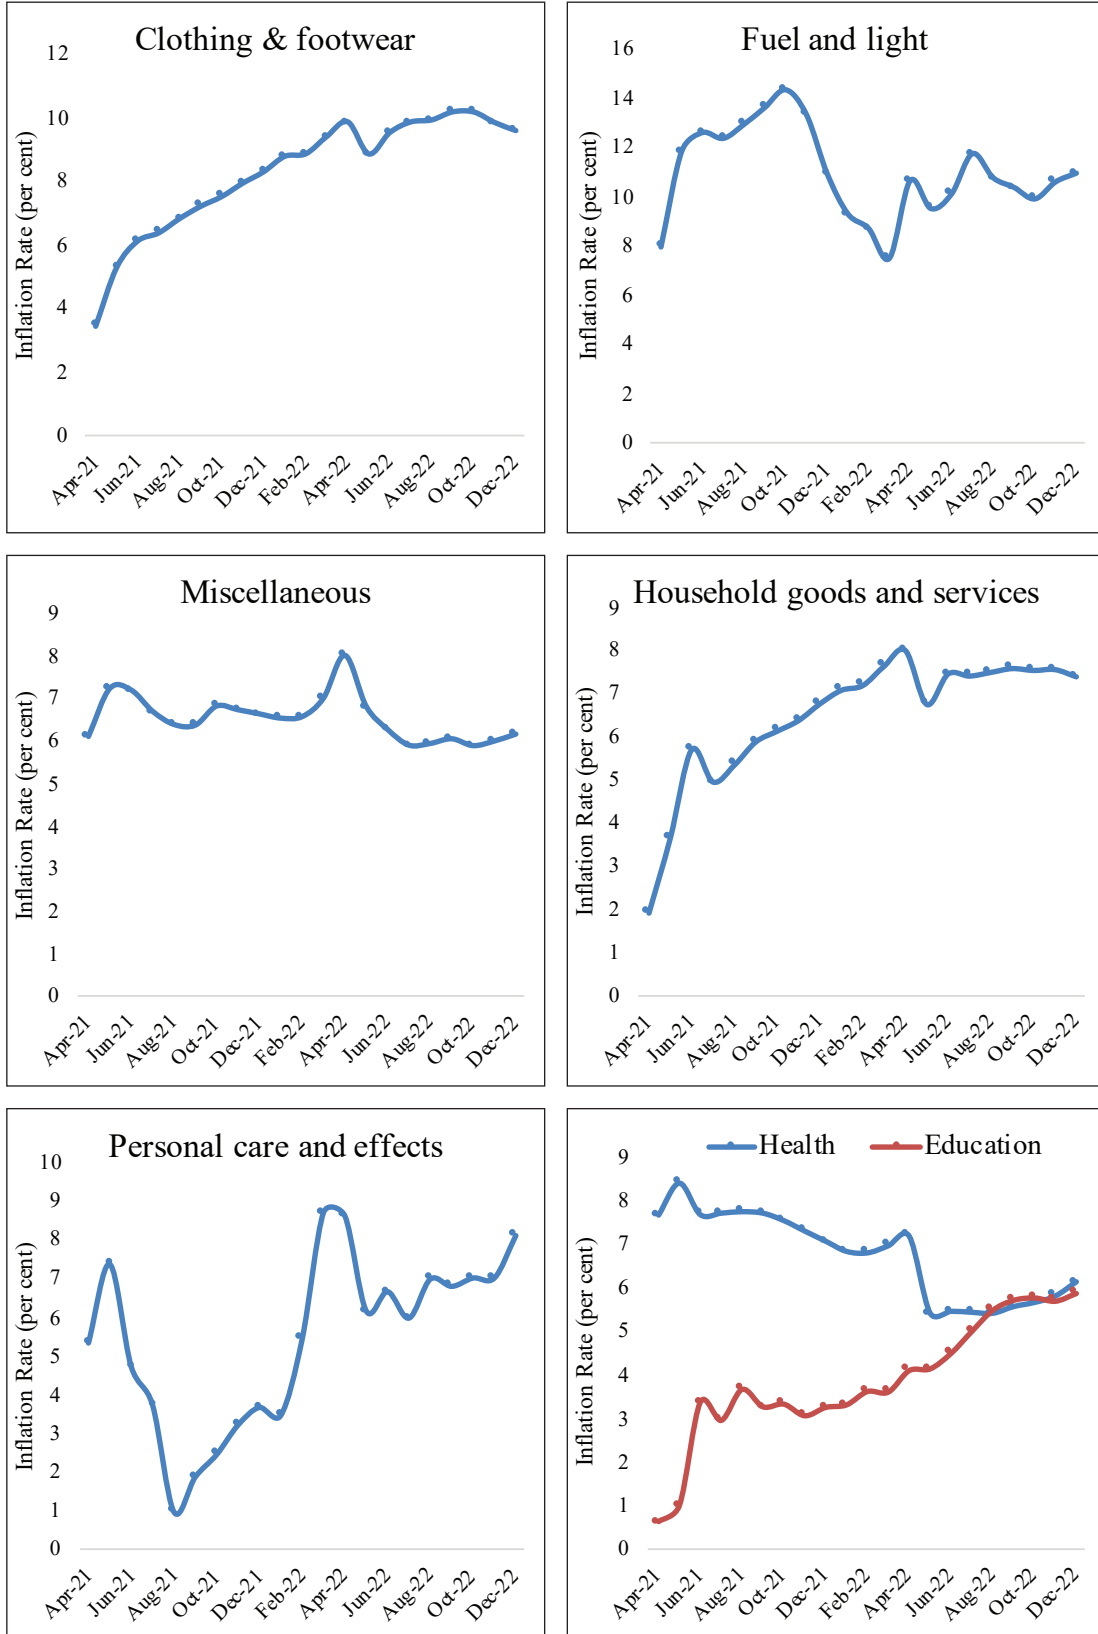 Clothing & footwear
Inflation Rate (per cent)
12
10
8
6
4
2
0
Apr-21
Jun-21
Aug-21
Oct-21
Dec-21
Feb-22
Apr-22
Jun-22
Aug-22
Oct-22
Dec-22
Fuel and light
Inflation Rate (per cent)
16
14
12
10
8
6
4
2
0
Apr-21
Jun-21
Aug-21
Oct-21
Dec-21
Feb-22
Apr-22
Jun-22
Aug-22
Oct-22
Dec-22
Miscellaneous
Inflation Rate (per cent)
9
8
7
6
5
4
3
2
1
0
Apr-21
Jun-21
Aug-21
Oct-21
Dec-21
Feb-22
Apr-22
Jun-22
Aug-22
Oct-22
Dec-22
Household goods and services
Inflation Rate (per cent)
9
8
7
6
5
4
3
2
1
0
Apr-21
Jun-21
Aug-21
Oct-21
Dec-21
Feb-22
Apr-22
Jun-22
Aug-22
Oct-22
Dec-22
Personal care and effects
Inflation Rate (per cent)
10
9
8
7
6
5
4
3
2
1
0
Apr-21
Jun-21
Aug-21
Oct-21
Dec-21
Feb-22
Apr-22
Jun-22
Aug-22
Oct-22
Dec-22
Health Education
Inflation Rate (per cent)
9
8
7
6
5
4
3
2
1
0
Apr-21
Jun-21
Aug-21
Oct-21
Dec-21
Feb-22
Apr-22
Jun-22
Aug-22
Oct-22
Dec-22